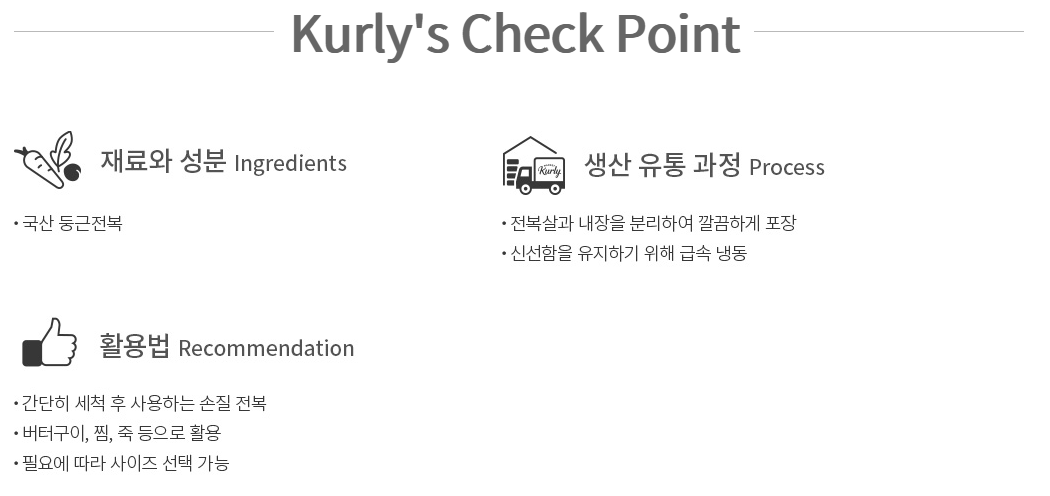 Kurly's Check Point
재료와 성분 Ingredients
• 국산 둥근전복
Kurly
생산 유통 과정 Process
• 전복살과 내장을 분리하여 깔끔하게 포장
• 신선함을 유지하기 위해 급속 냉동
활용법 Recommendation
• 간단히 세척 후 사용하는 손질 전복
• 버터구이, 찜, 죽 등으로 활용
• 필요에 따라 사이즈 선택 가능